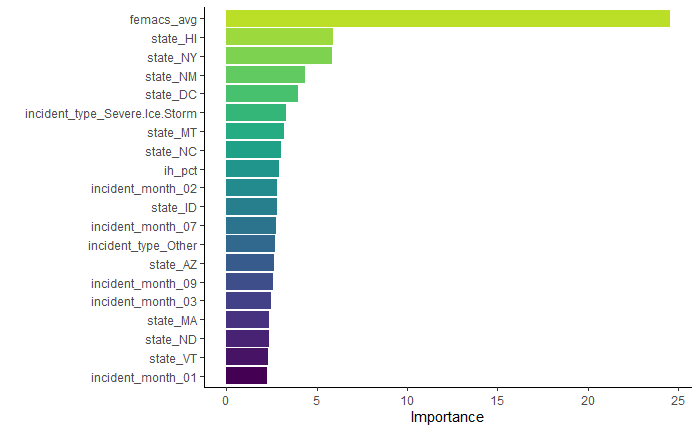 femacs_avg
state_HI
state_NY
state_NM
state_DC
incident_type_Severe.Ice.Storm
state_MT
state_NC
ih_pct
incident_month_02
state_ID
incident_month_07
incident_type_Other
state_AZ
incident_month_09
incident_month_03
state_MA
state_ND
state_VT
incident_month_01
0 5 10 15 20 25
Importance